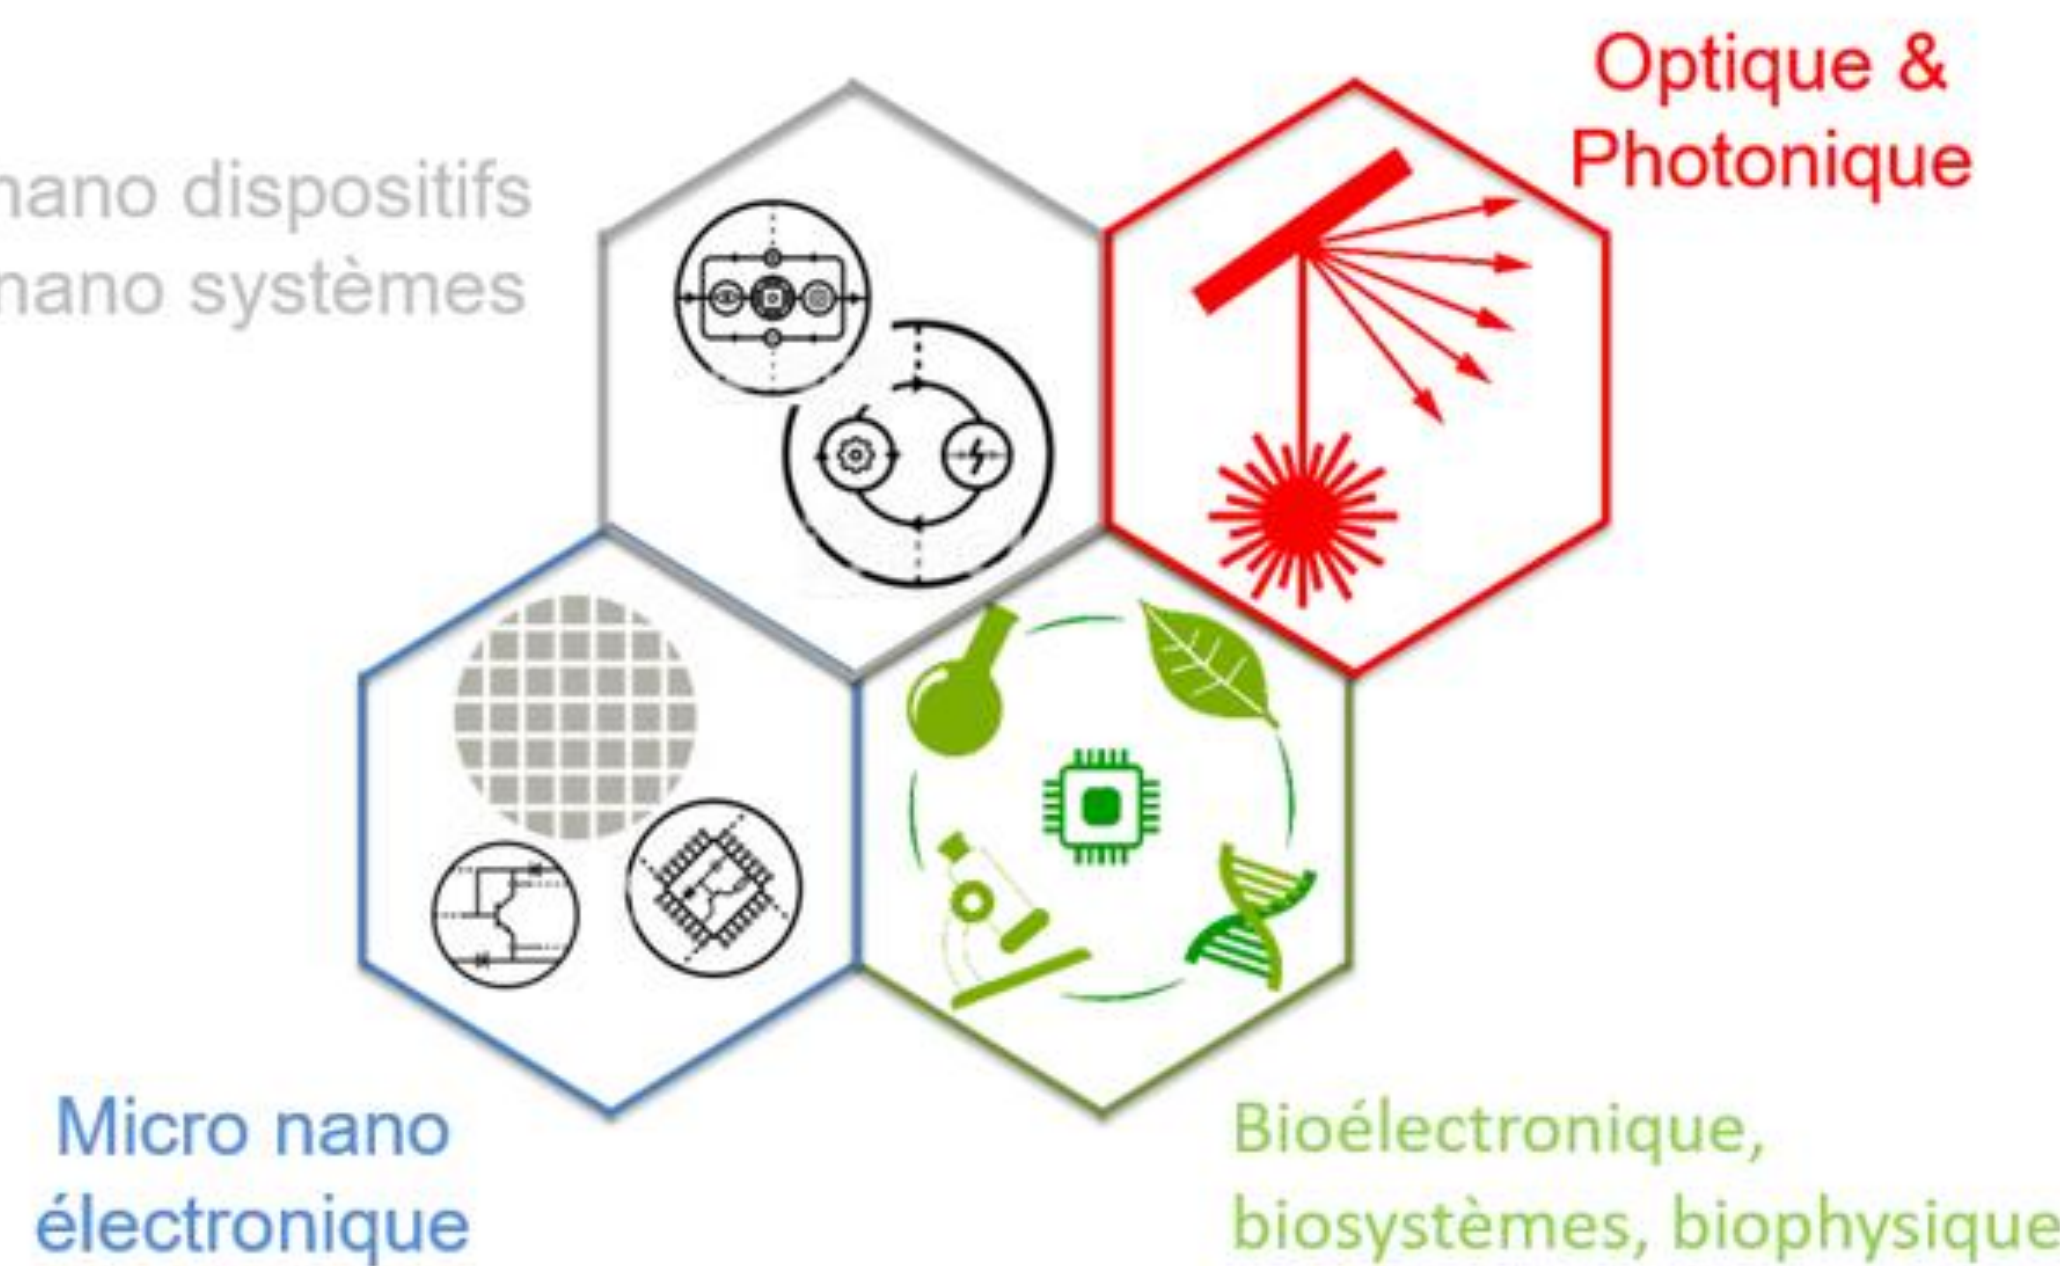 Optique &
Photonique
nano dispositifs
nano systèmes
Micro nano
électronique
Bioélectronique,
biosystèmes, biophysique